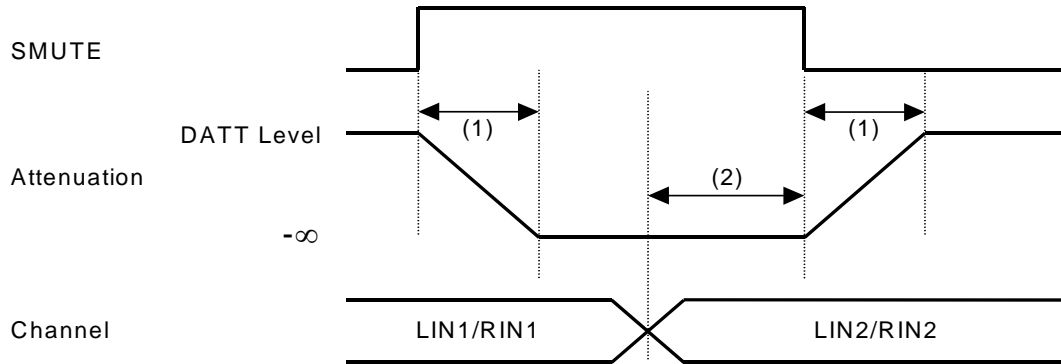 SMUTE
(1) (1)
DATT Level
Attenuation
(2)
-∞
Channel LIN1/RIN1 LIN2/RIN2